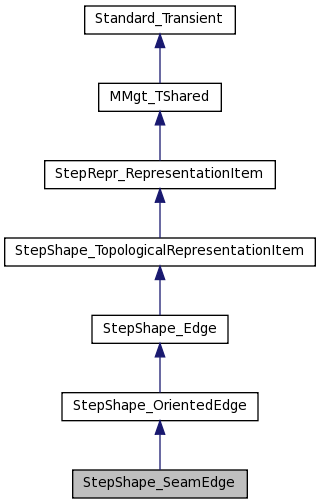 Standard_Transient
MMgt_TShared
StepRepr_RepresentationItem
StepShape_TopologicalRepresentationItem
StepShape_Edge
StepShape_OrientedEdge
StepShape_SeamEdge